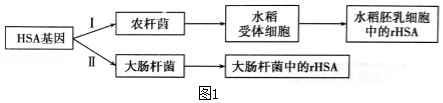 HSA基因
Ⅰ
农杆菌
水稻
受体细胞
水稻胚乳细胞
中的rHSA
Ⅱ
大肠杆菌
大肠杆菌中的rHSA
图1